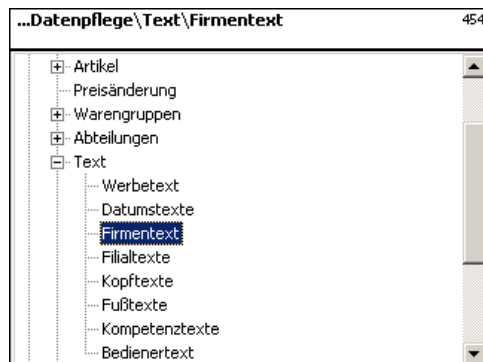 ...Datenpflege\Text\Firmentext 454
Artikel
Preisänderung
Warengruppen
Abteilungen
Text
Werbetext
Datumstexte
Firmentext
Filialtexte
Kopftexte
Fußtexte
Kompetenztexte
Bedienertext